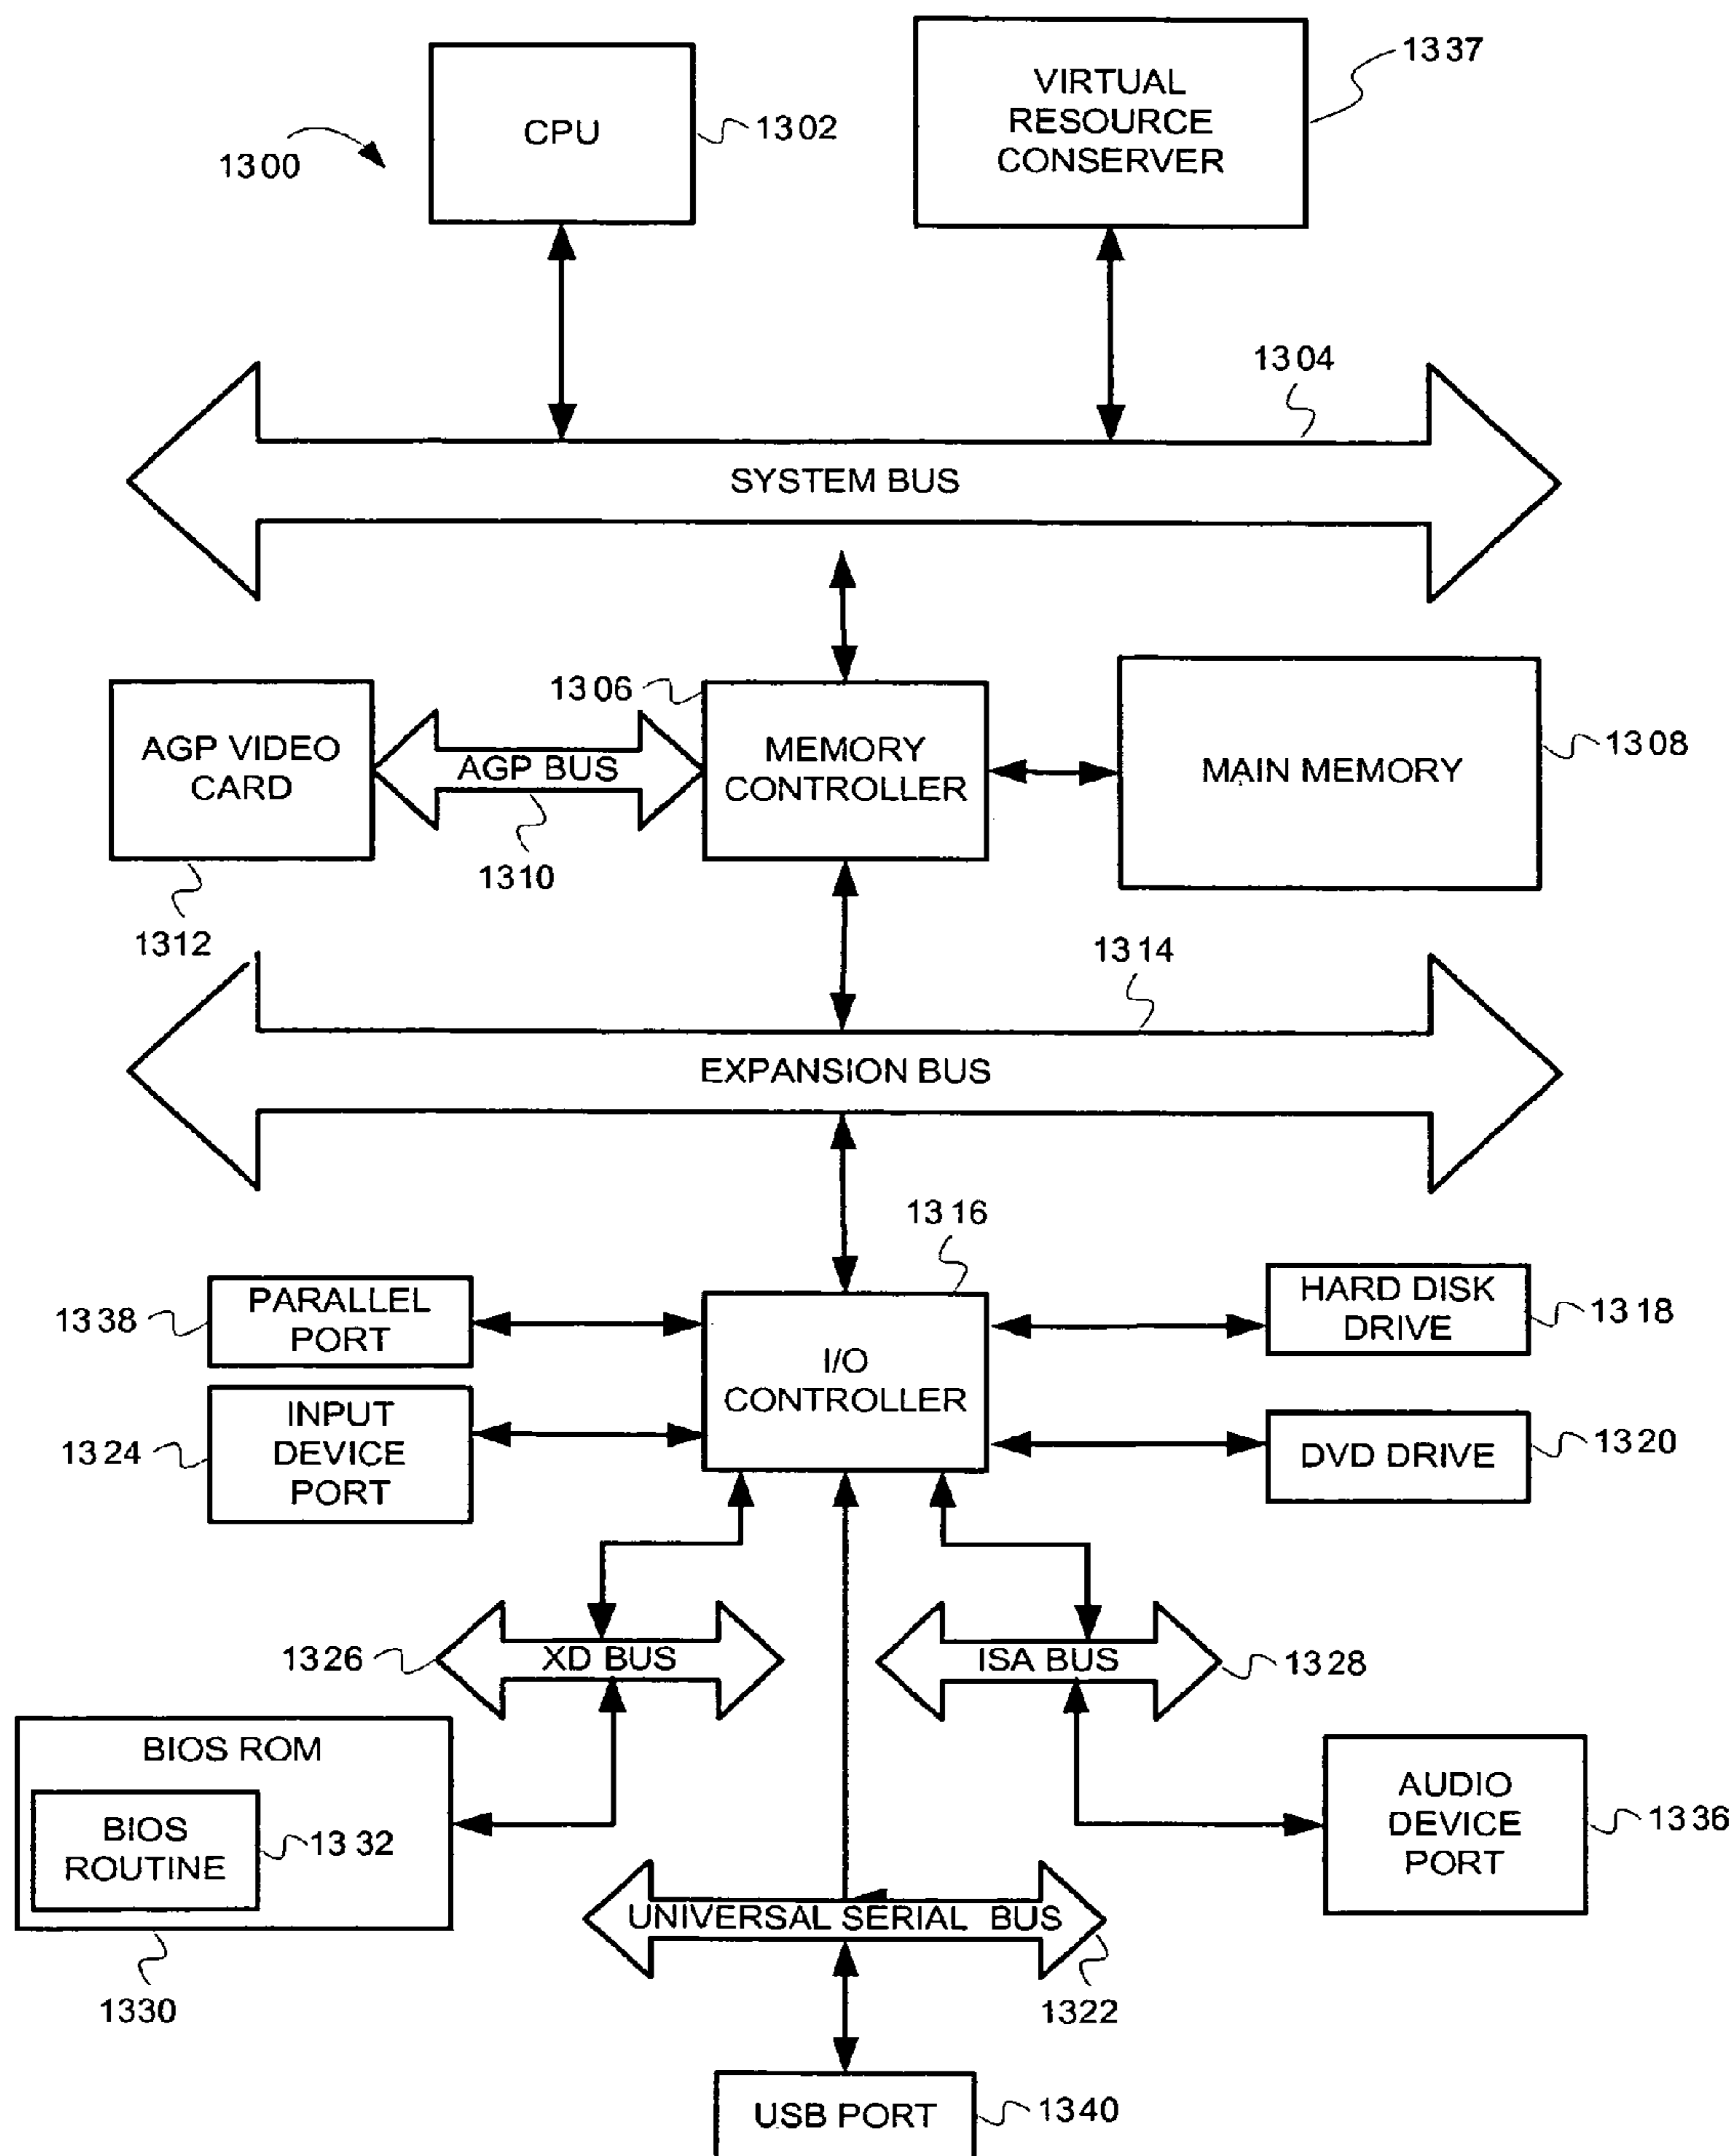 1337
VIRTUAL
RESOURCE
CONSERVER
CPU
1302
1300
1304
SYSTEM BUS
1306
AGP VIDEO
CARD
AGP BUS
MEMORY
CONTROLLER
MAIN MEMORY
1308
1310
1312
1314
EXPANSION BUS
1316
1338
PARALLEL
PORT
HARD DISK
DRIVE
1318
I/O
CONTROLLER
1324
INPUT
DEVICE
PORT
DVD DRIVE
1320
1326
XD BUS
ISA BUS
1328
BIOS ROM
BIOS
ROUTINE
1332
AUDIO
DEVICE
PORT
1336
UNIVERSAL SERIAL BUS
1330
1322
USB PORT
1340